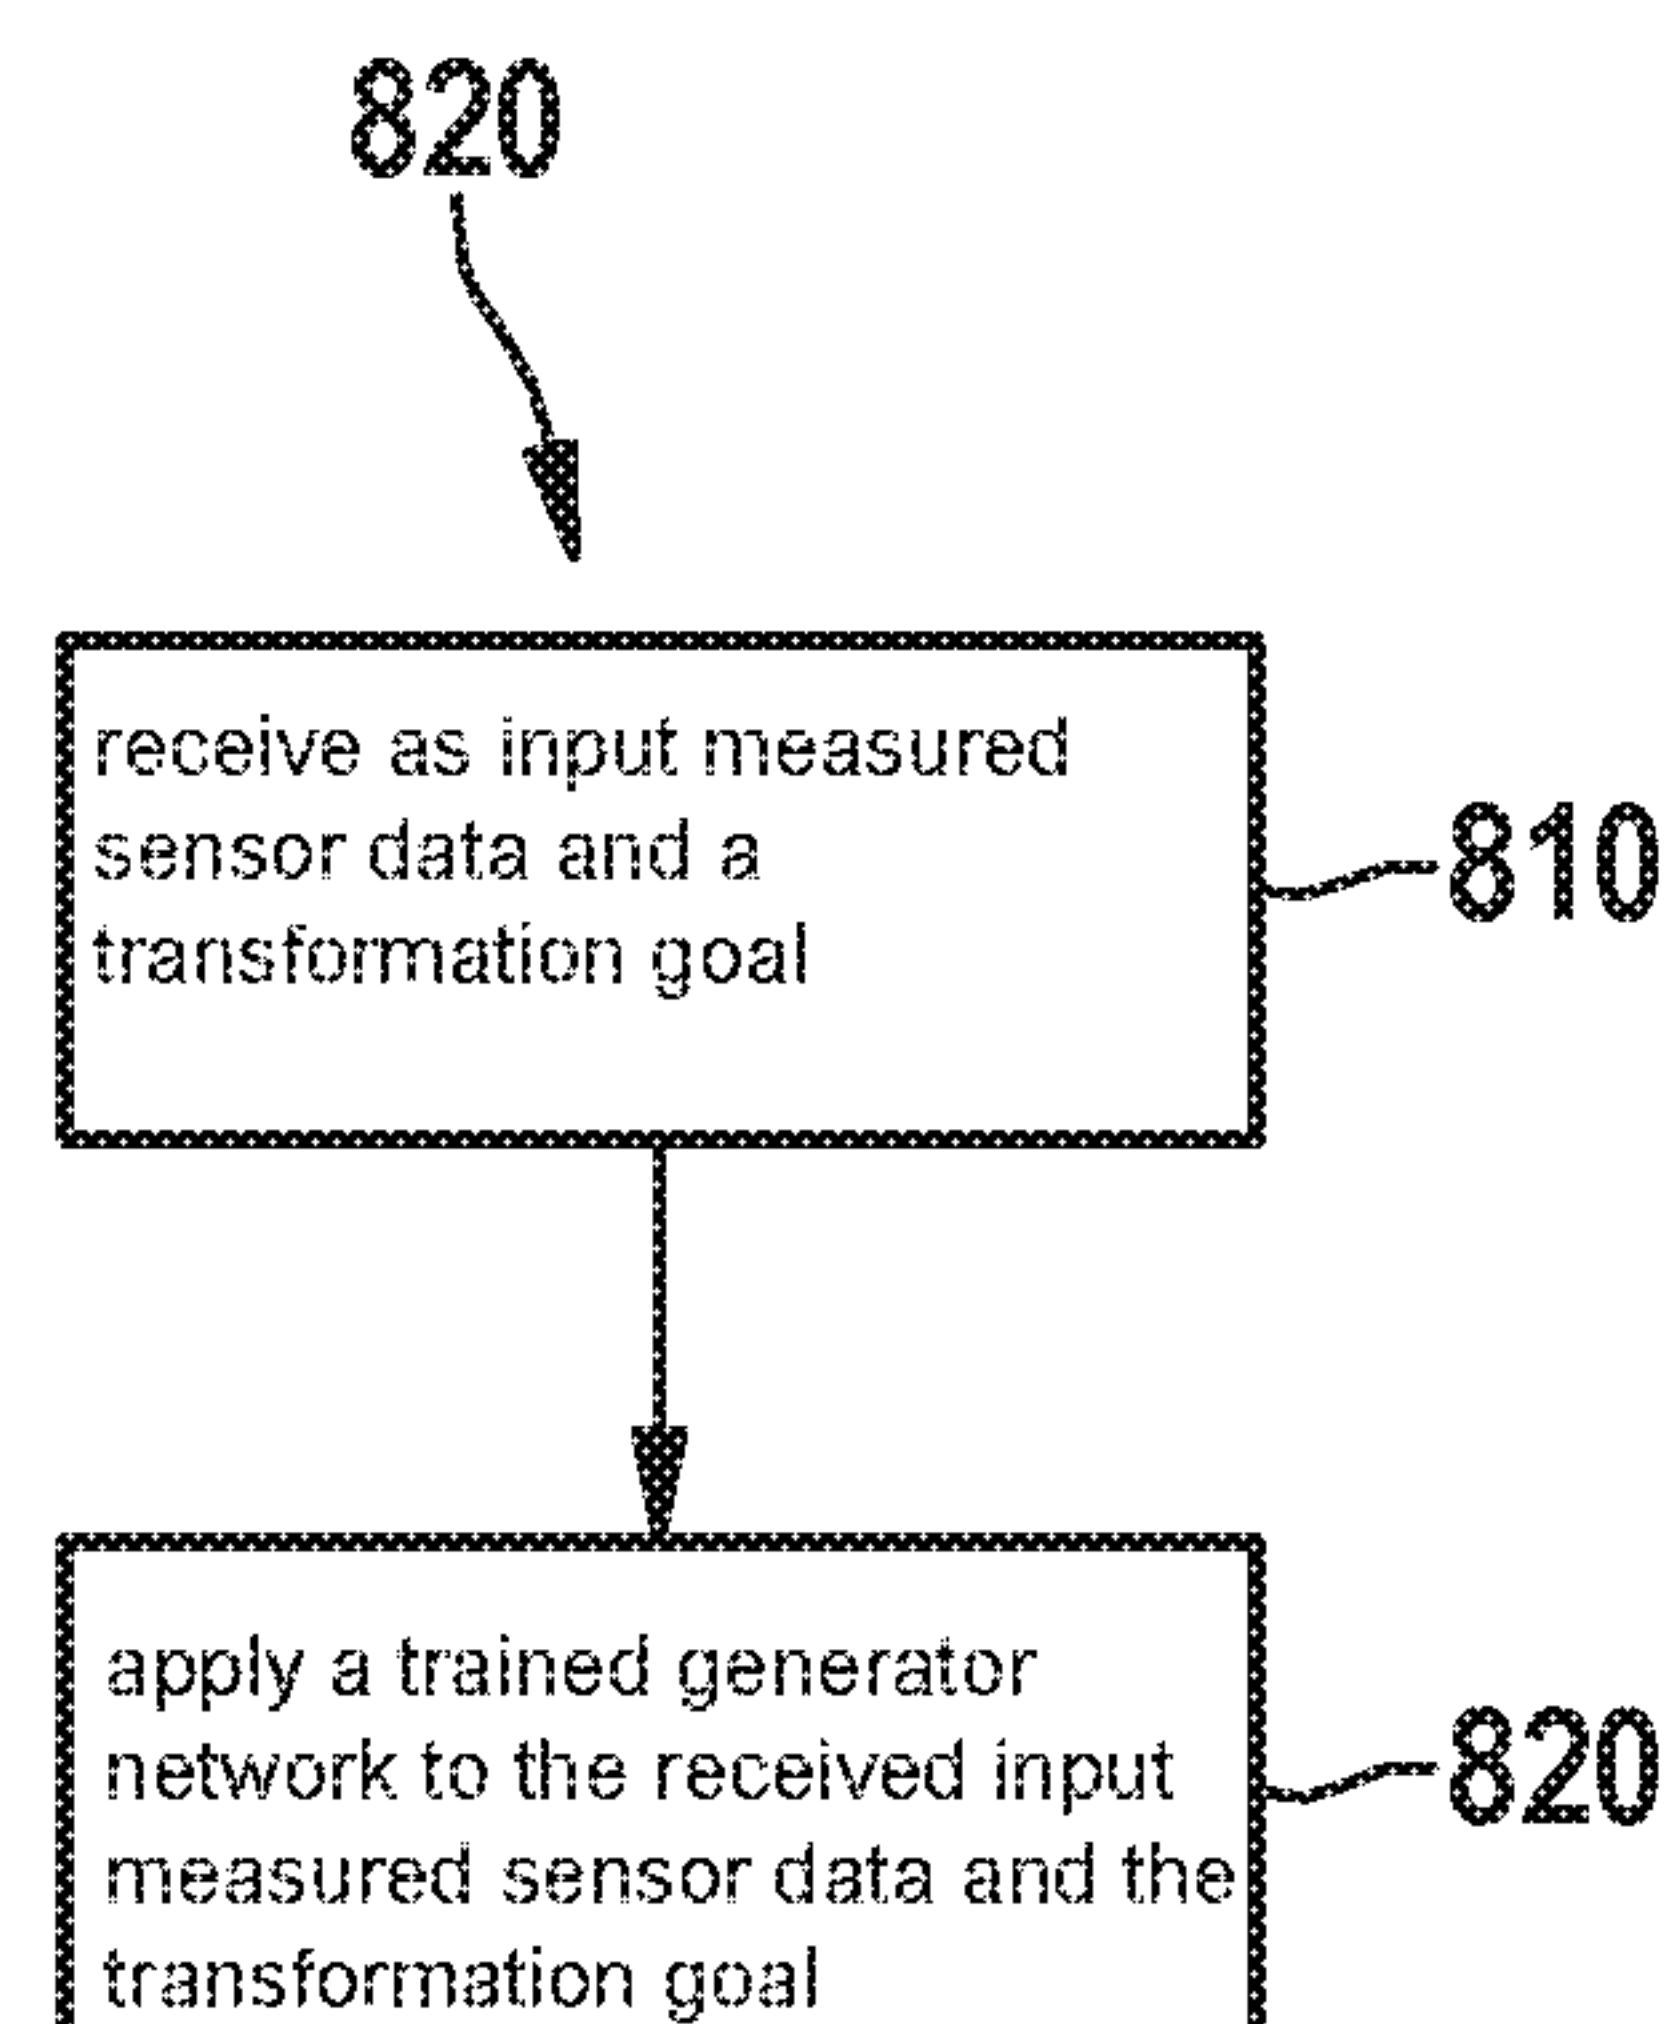 820
receive as input measured
sensor data and a
transformation goal
810
apply a trained generator
network to the received input
measured sensor data and the
transformation goal
820